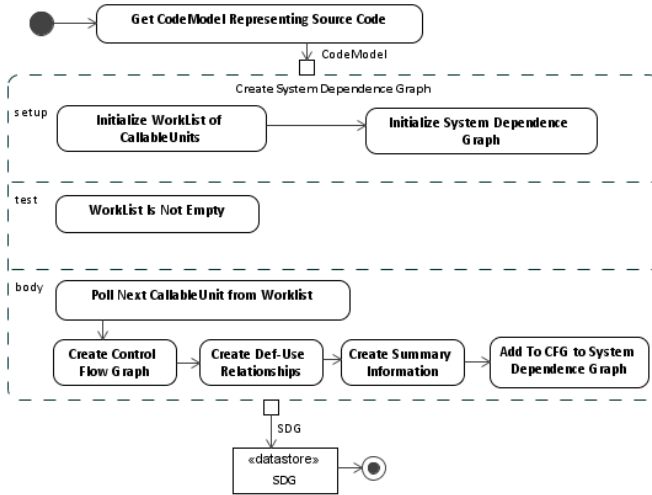 Get CodeModel Representing Source Code
CodeModel
Create System Dependence Graph
setup
Initialize WorkList of
CallableUnits
Initialize System Dependence
Graph
test
WorkList Is Not Empty
body
Poll Next CallableUnit from Worklist
Create Control
Flow Graph
Create Def-Use
Relationships
Create Summary
Information
Add To CFG to System
Dependence Graph
SDG
«datastore»
SDG